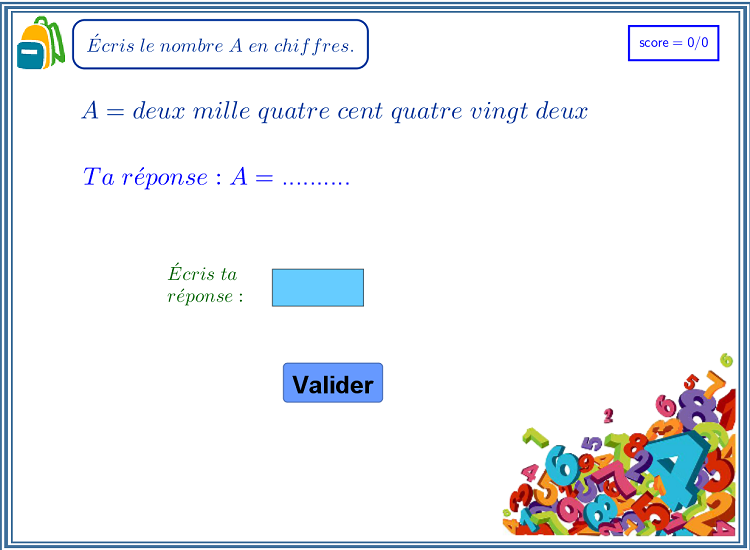 Écris le nombre A en chiffres.
score = 0/0
A = deux mille quatre cent quatre vingt deux
Ta réponse : A = ..........
Écris ta
réponse :
Valider